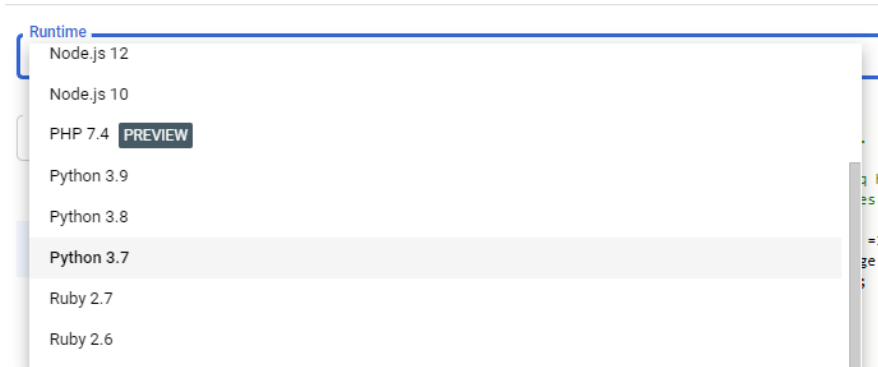 Runtime
Node.js 12
Node.js 10
PHP 7.4 PREVIEW
Python 3.9
Python 3.8
Python 3.7
Ruby 2.7
Ruby 2.6